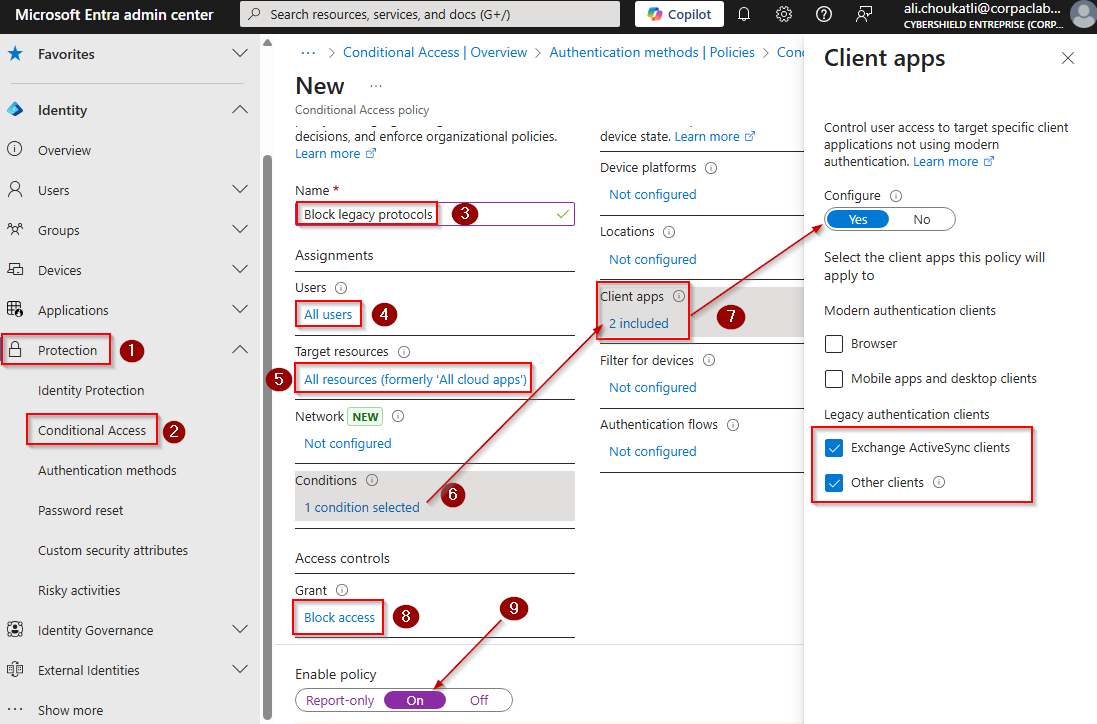 Microsoft Entra admin center
Search resources, services, and docs (G+/)
Copilot
ali.choukatli@corpaclab...
CYBERSHIELD ENTREPRISE (CORP...
Favorites
Identity
Overview
Users
Groups
Devices
Applications
Protection
1
Identity Protection
Conditional Access
2
Authentication methods
Password reset
Custom security attributes
Risky activities
Identity Governance
External Identities
Show more
... > Conditional Access | Overview > Authentication methods | Policies > Con
New ...
Conditional Access policy
decisions, and enforce organizational policies.
Learn more
Name *
Block legacy protocols
3
Assignments
Users
All users
4
Target resources
5
All resources (formerly 'All cloud apps')
Network NEW
Not configured
Conditions
1 condition selected
6
Access controls
Grant
Block access
8
9
Enable policy
Report-only On Off
device state. Learn more
Device platforms
Not configured
Locations
Not configured
Client apps
2 included
7
Filter for devices
Not configured
Authentication flows
Not configured
Client apps
Control user access to target specific client
applications not using modern
authentication. Learn more
Configure
Yes No
Select the client apps this policy will
apply to
Modern authentication clients
Browser
Mobile apps and desktop clients
Legacy authentication clients
Exchange ActiveSync clients
Other clients